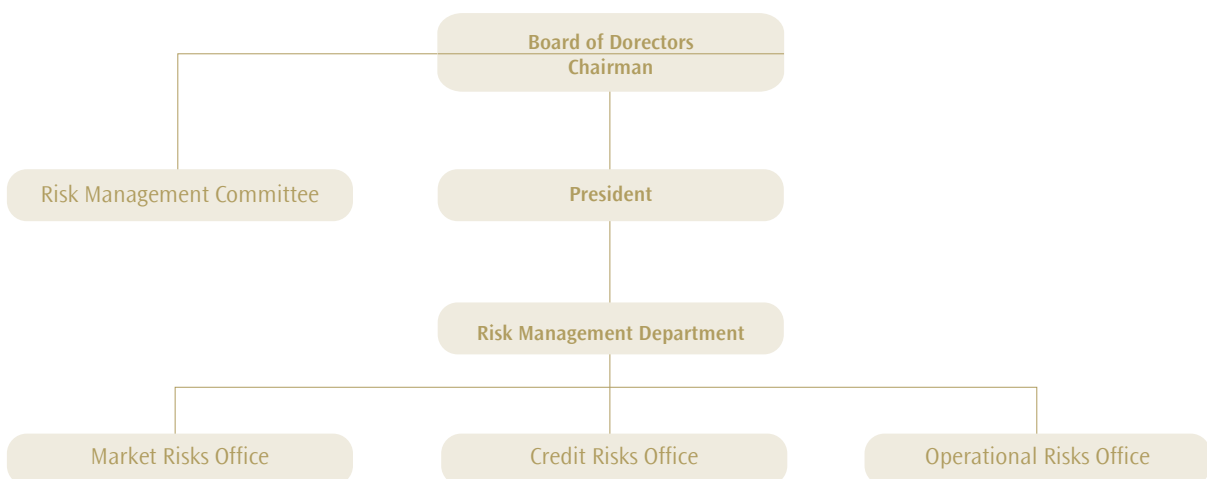 Board of Dorectors
Chairman
Risk Management Committee
President
Risk Management Department
Market Risks Office
Credit Risks Office
Operational Risks Office